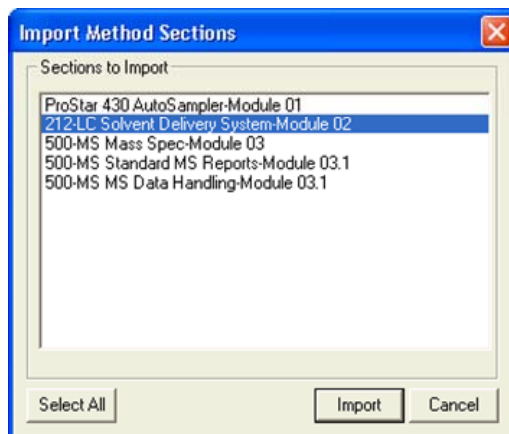 Import Method Sections
Sections to Import
ProStar 430 AutoSampler-Module 01
212-LC Solvent Delivery System-Module 02
500-MS Mass Spec-Module 03
500-MS Standard MS Reports-Module 03.1
500-MS MS Data Handling-Module 03.1
Select All Import Cancel